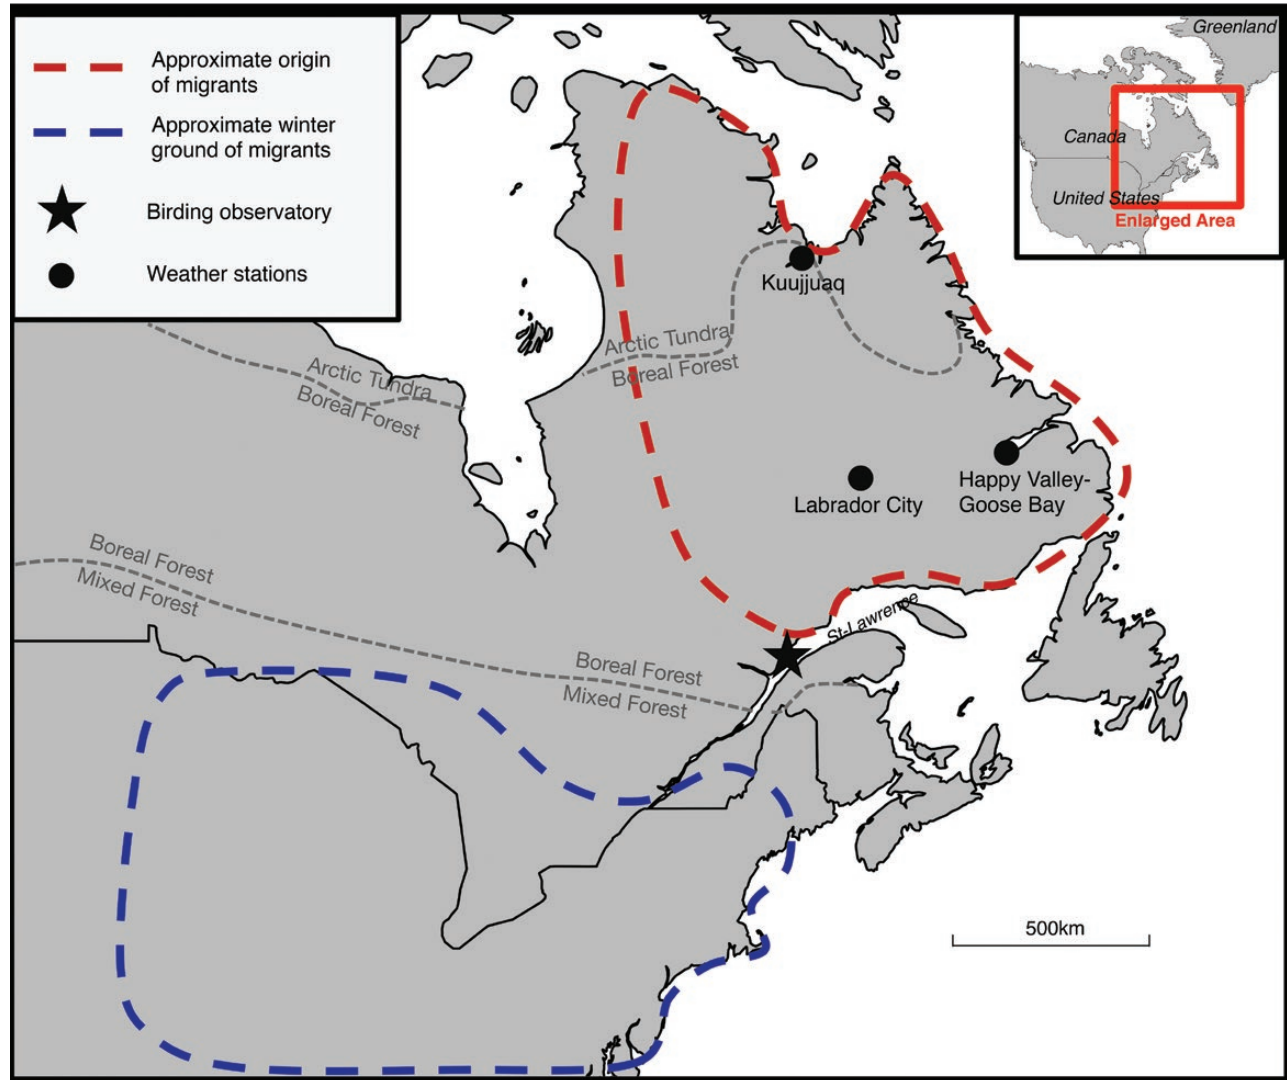 Approximate origin
of migrants
Approximate winter
ground of migrants
Birding observatory
Weather stations
Greenland
Canada
United States
Enlarged Area
Kuujjuaq
Arctic Tundra
Boreal Forest
Arctic Tundra
Boreal Forest
Labrador City
Happy Valley-
Goose Bay
Boreal Forest
Mixed Forest
St-Lawrence
Boreal Forest
Mixed Forest
500km